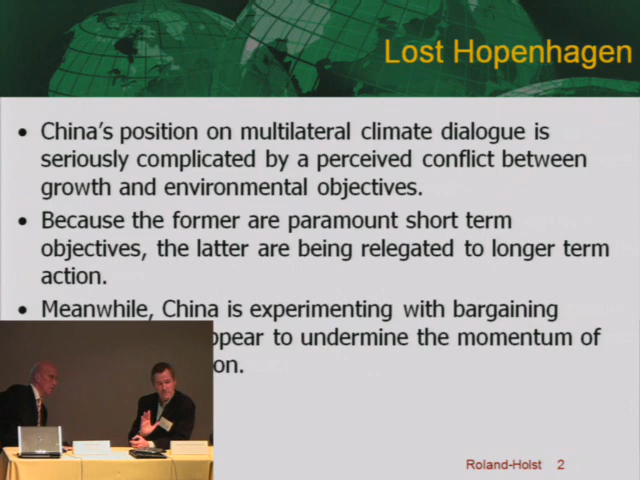 Lost Hopenhagen
• China's position on multilateral climate dialogue is
seriously complicated by a perceived conflict between
growth and environmental objectives.
• Because the former are paramount short term
objectives, the latter are being relegated to longer term
action.
• Meanwhile, China is experimenting with bargaining
to undermine the momentum of
Roland-Holst 2